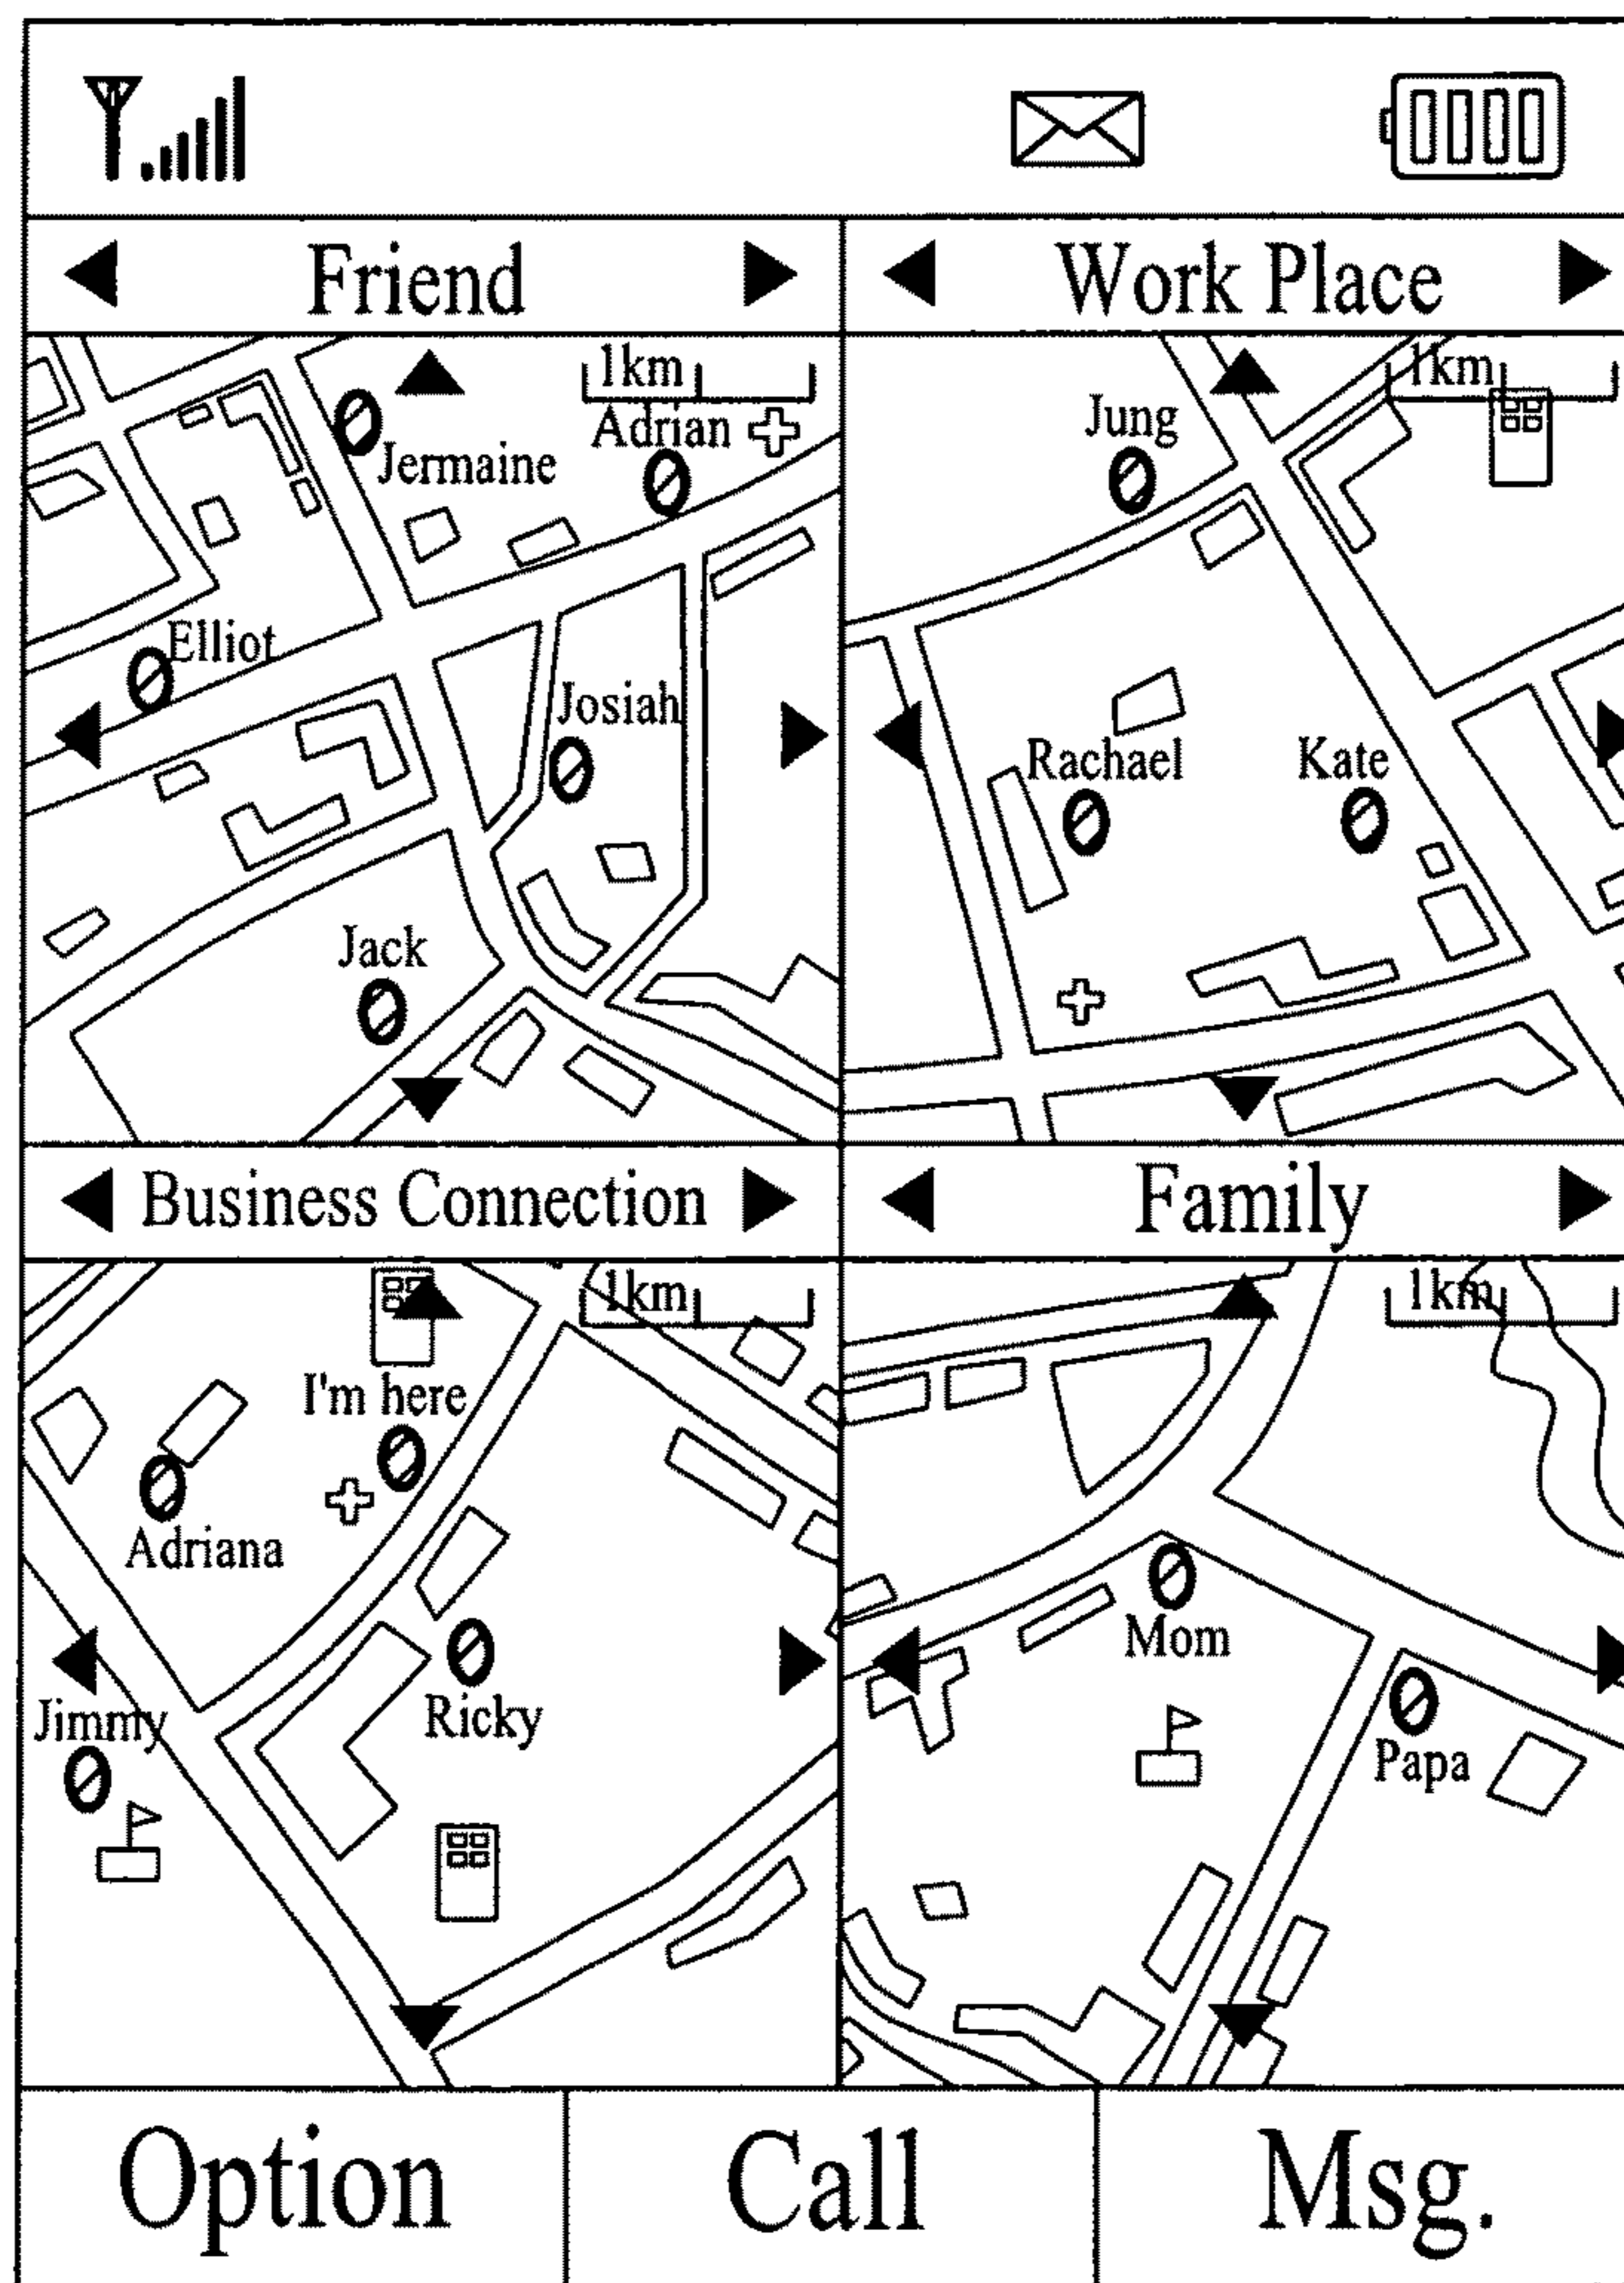 Friend
Work Place
1km
Jermaine
Adrian
Elliot
Josiah
Jack
1km
Jung
Rachael
Kate
Business Connection
Family
1km
I'm here
Adriana
Jimmy
Ricky
1km
Mom
Papa
Option
Call
Msg.